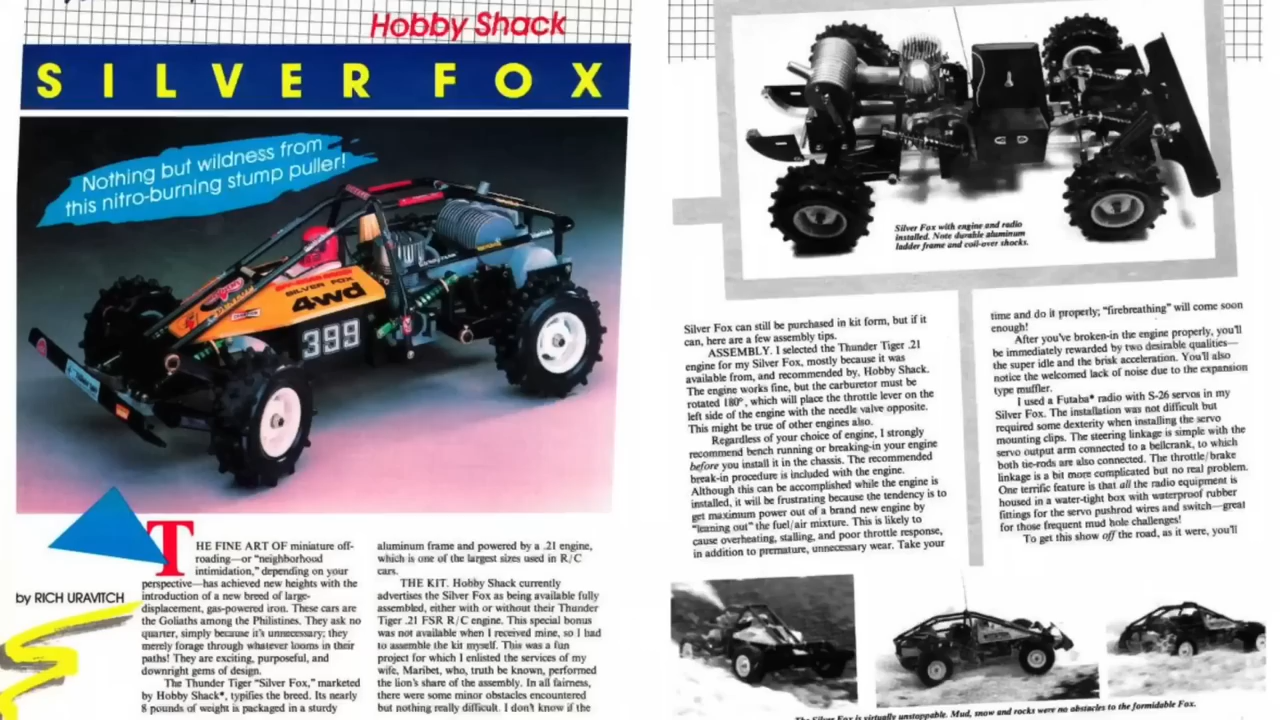 Hobby Shack
SILVER FOX
Nothing but wildness from
this nitro-burning stump puller!
SILVER FOX
4wd
399
THE FINE ART OF miniature off-
roading—or "neighborhood
intimidation," depending on your
perspective—has achieved new heights with the
introduction of a new breed of large-
displacement, gas-powered iron. These cars are
the Goliaths among the Philistines. They ask no
quarter, simply because it's unnecessary; they
merely forage through whatever looms in their
paths! They are exciting, purposeful, and
downright gems of design.
The Thunder Tiger "Silver Fox," marketed
by Hobby Shack*, typifies the breed. Its nearly
8 pounds of weight is packaged in a sturdy
by RICH URAVITCH
aluminum frame and powered by a .21 engine,
which is one of the largest sizes used in R/C
cars.
THE KIT. Hobby Shack currently
advertises the Silver Fox as being available fully
assembled, either with or without their Thunder
Tiger .21 FSR R/C engine. This special bonus
was not available when I received mine, so I had
to assemble the kit myself. This was a fun
project for which I enlisted the services of my
wife, Maribet, who, truth be known, performed
the lion's share of the assembly. In all fairness,
there were some minor obstacles encountered
but nothing really difficult. I don't know if the
Silver Fox with engine and radio
installed. Note durable aluminum
ladder frame and coil-over shocks.
Silver Fox can still be purchased in kit form, but if it
can, here are a few assembly tips.
ASSEMBLY. I selected the Thunder Tiger .21
engine for my Silver Fox, mostly because it was
available from, and recommended by, Hobby Shack.
The engine works fine, but the carburetor must be
rotated 180°, which will place the throttle lever on the
left side of the engine with the needle valve opposite.
This might be true of other engines also.
Regardless of your choice of engine, I strongly
recommend bench running or breaking-in your engine
before you install it in the chassis. The recommended
break-in procedure is included with the engine.
Although this can be accomplished while the engine is
installed, it will be frustrating because the tendency is to
get maximum power out of a brand new engine by
"leaning out" the fuel/air mixture. This is likely to
cause overheating, stalling, and poor throttle response,
in addition to premature, unnecessary wear. Take your
time and do it properly; "firebreathing" will come soon
enough!
After you've broken-in the engine properly, you'll
be immediately rewarded by two desirable qualities—
the super idle and the brisk acceleration. You'll also
notice the welcomed lack of noise due to the expansion
type muffler.
I used a Futaba* radio with S-26 servos in my
Silver Fox. The installation was not difficult but
required some dexterity when installing the servo
mounting clips. The steering linkage is simple with the
servo output arm connected to a bellcrank, to which
both tie-rods are also connected. The throttle/brake
linkage is a bit more complicated but no real problem.
One terrific feature is that all the radio equipment is
housed in a water-tight box with waterproof rubber
fittings for the servo pushrod wires and switch—great
for those frequent mud hole challenges!
To get this show off the road, as it were, you'll
The Silver Fox is virtually unstoppable. Mud, snow and rocks were no obstacles to the formidable Fox.